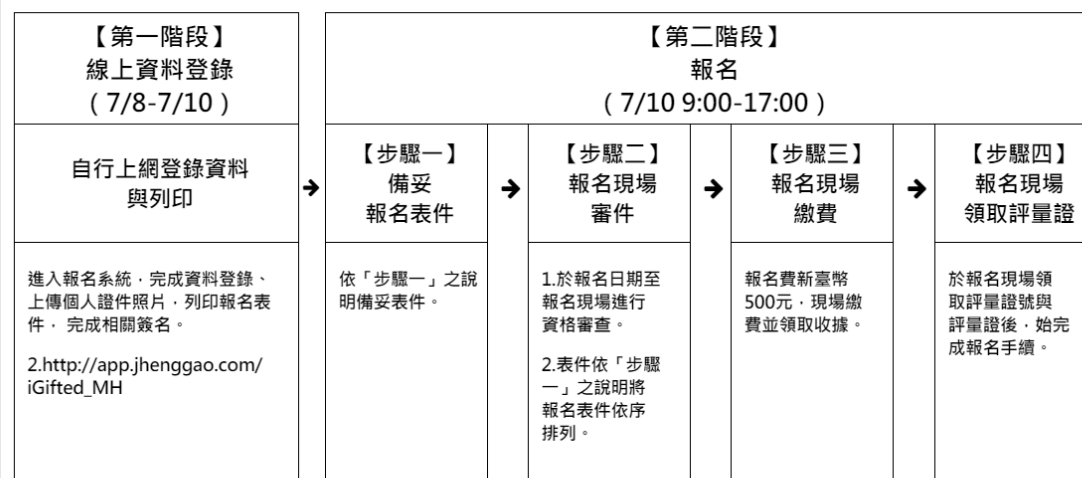 【第一階段】
線上資料登錄
（7/8-7/10）
【第二階段】
報名
（7/10 9:00-17:00）
自行上網登錄資料
與列印
【步驟一】
備妥
報名表件
【步驟二】
報名現場
審件
【步驟三】
報名現場
繳費
【步驟四】
報名現場
領取評量證
進入報名系統，完成資料登錄、
上傳個人證件照片，列印報名表
件， 完成相關簽名。
2.http://app.jhenggao.com/
iGifted_MH
依「步驟一」之說
明備妥表件。
1.於報名日期至
報名現場進行
資格審查。
2.表件依「步驟
一」之說明將
報名表件依序
排列。
報名費新臺幣
500元，現場繳
費並領取收據。
於報名現場領
取評量證號與
評量證後，始完
成報名手續。